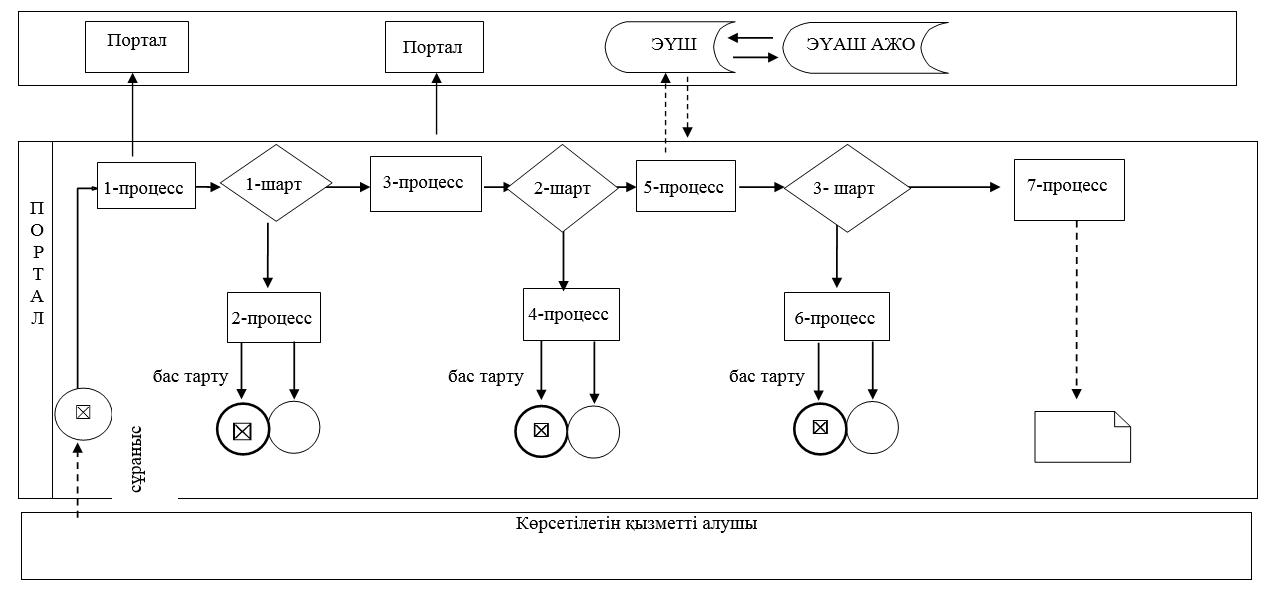 Портал
Портал
ЭҮШ
ЭҮАШ АЖО
ПОРТАЛ
1-процесс
1-шарт
3-процесс
2-шарт
5-процесс
3- шарт
7-процесс
2-процесс
4-процесс
6-процесс
бас тарту
бас тарту
бас тарту
сұраныс
Көрсетілетін қызметті алушы